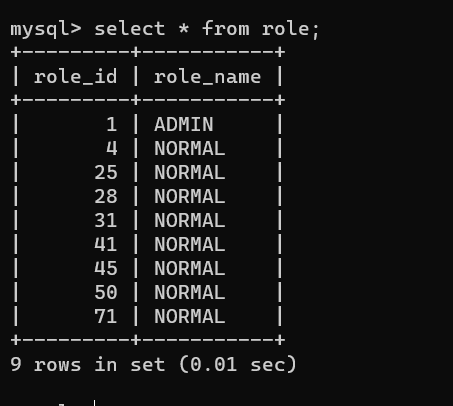 mysql> select * from role;
+---------+-----------+
| role_id | role_name |
+---------+-----------+
|       1 | ADMIN     |
|       4 | NORMAL    |
|      25 | NORMAL    |
|      28 | NORMAL    |
|      31 | NORMAL    |
|      41 | NORMAL    |
|      45 | NORMAL    |
|      50 | NORMAL    |
|      71 | NORMAL    |
+---------+-----------+
9 rows in set (0.01 sec)